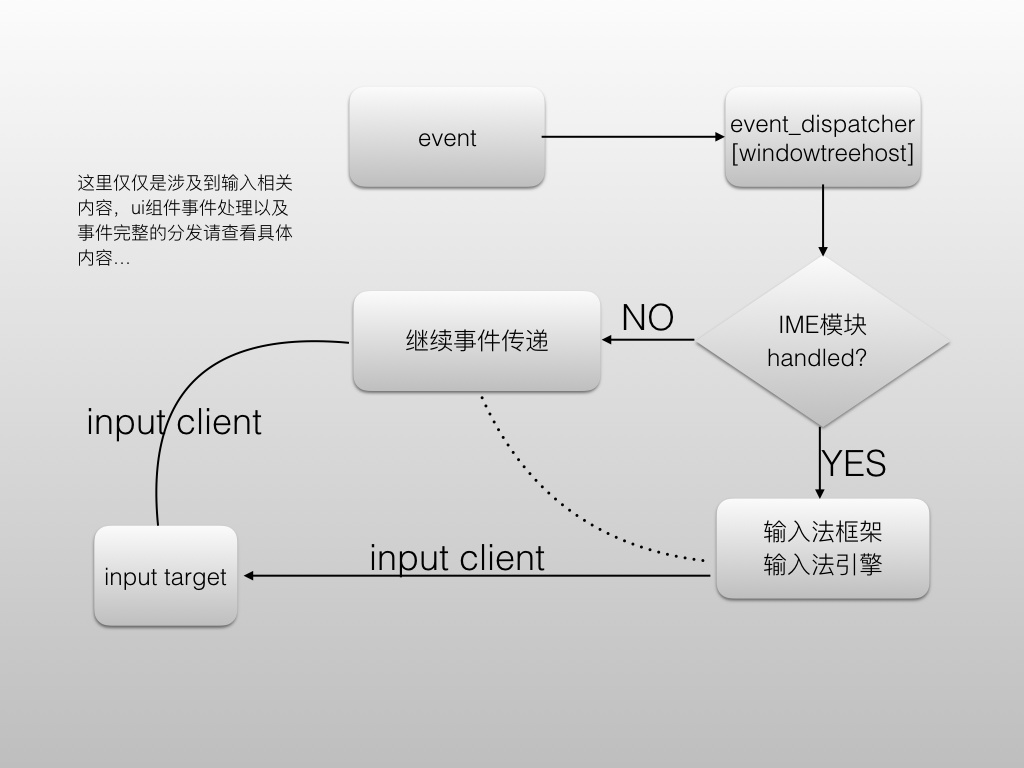 event
event_dispatcher
[windowtreehost]
这里仅仅是涉及到输入相关
内容，ui组件事件处理以及
事件完整的分发请查看具体
内容...
继续事件传递
NO
IME模块
handled?
input client
YES
输入法框架
输入法引擎
input client
input target